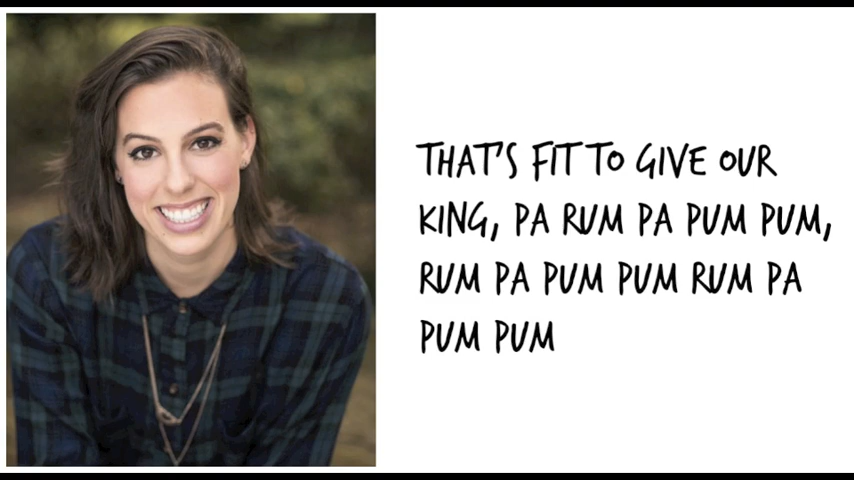 THAT'S FIT TO GIVE OUR
KING, PA RUM PA PUM PUM,
RUM PA PUM PUM RUM PA
PUM PUM